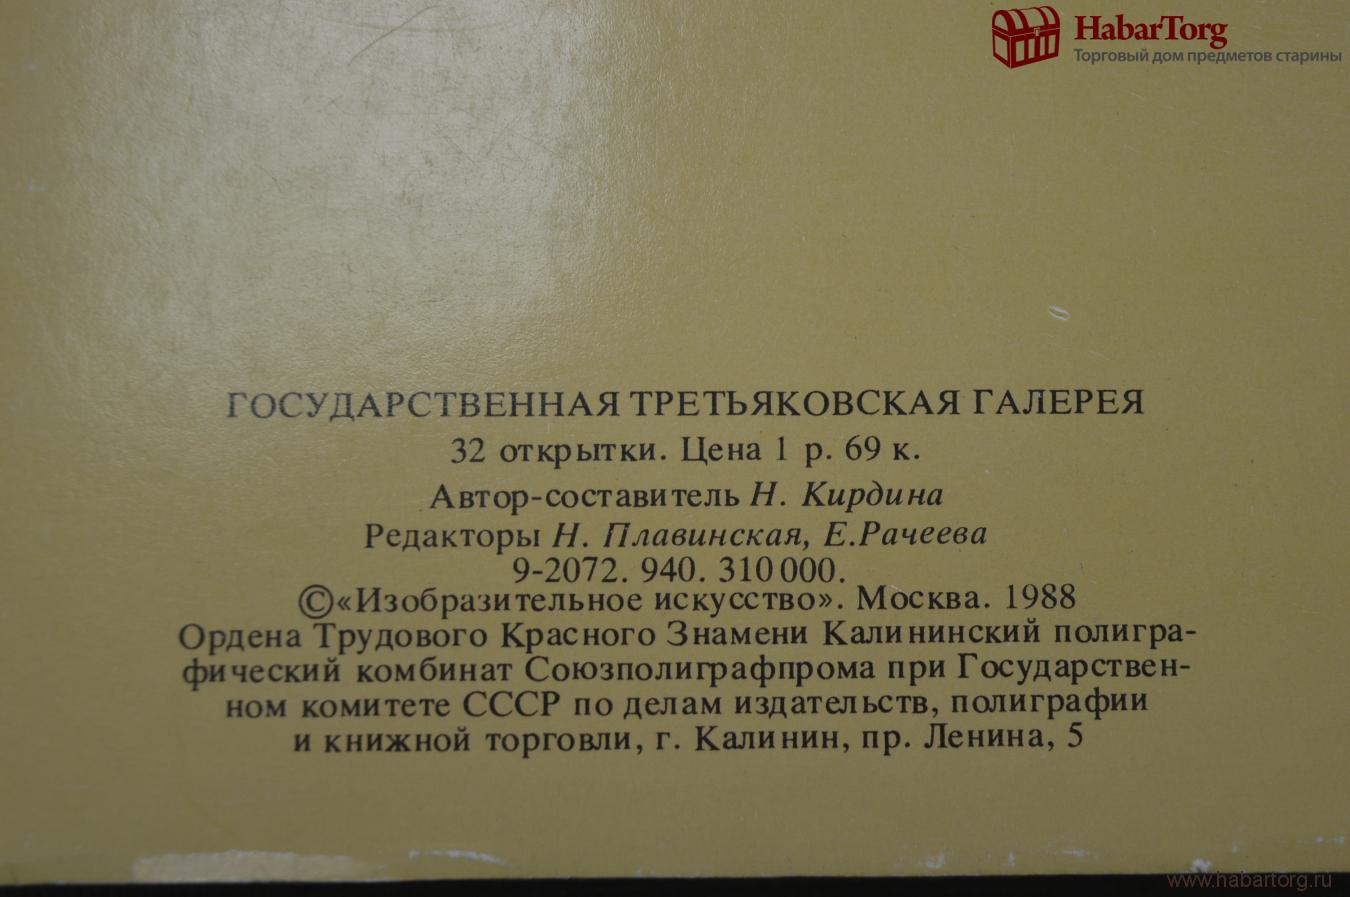 HabarTorg
Торговый дом предметов старины
ГОСУДАРСТВЕННАЯ ТРЕТЬЯКОВСКАЯ ГАЛЕРЕЯ
32 открытки. Цена 1 р. 69 к.
Автор-составитель Н. Кирдина
Редакторы Н. Плавинская, Е.Рачеева
9-2072. 940. 310 000.
©«Изобразительное искусство». Москва. 1988
Ордена Трудового Красного Знамени Калининский полигра-
фический комбинат Союзполиграфпрома при Государствен-
ном комитете СССР по делам издательств, полиграфии
и книжной торговли, г. Калинин, пр. Ленина, 5
www.habartorg.ru